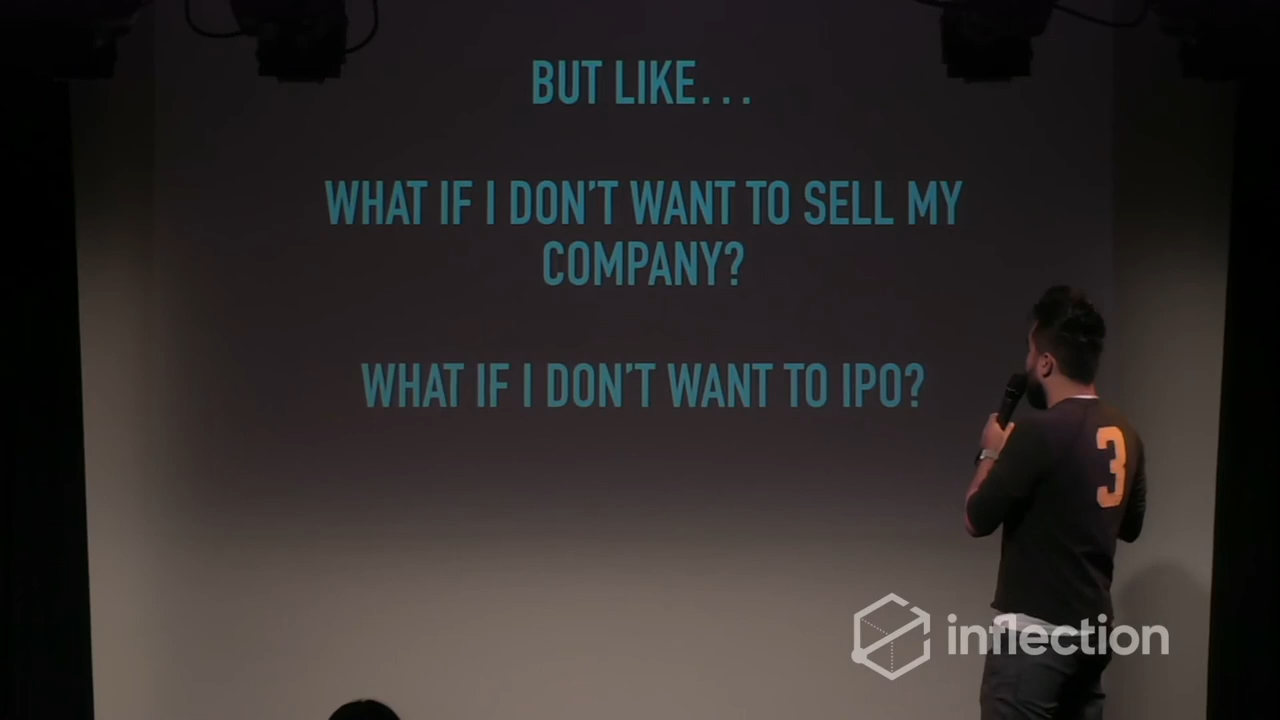 BUT LIKE...
WHAT IF I DON'T WANT TO SELL MY
COMPANY?
WHAT IF I DON'T WANT TO IPO?
3
inflection